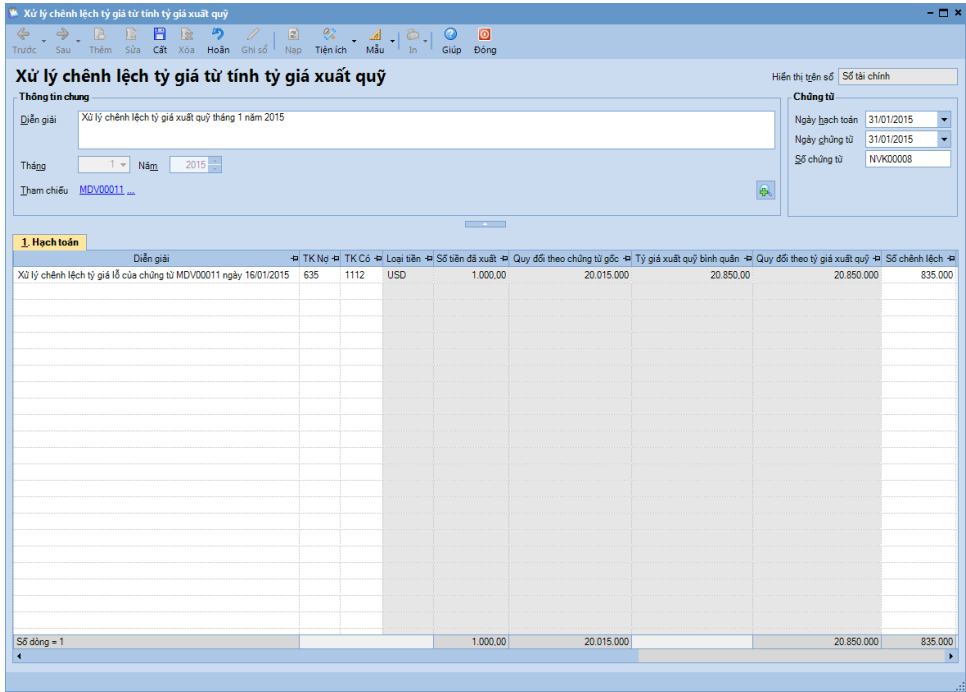 Xử lý chênh lệch tỷ giá từ tính tỷ giá xuất quỹ
Trước Sau Thêm Sửa Cất Xóa Hoãn Ghi sổ Nạp Tiện ích Mẫu In Giúp Đóng
Xử lý chênh lệch tỷ giá từ tính tỷ giá xuất quỹ
Hiển thị trên sổ Sổ tài chính
Thông tin chung
Diễn giải Xử lý chênh lệch tỷ giá xuất quỹ tháng 1 năm 2015
Tháng 1 Năm 2015
Tham chiếu MDV00011 ...
Chứng từ
Ngày hạch toán 31/01/2015
Ngày chứng từ 31/01/2015
Số chứng từ NVK00008
1. Hạch toán
Diễn giải TK Nợ TK Có Loại tiền Số tiền đã xuất Quy đổi theo chứng từ gốc Tỷ giá xuất quỹ bình quân Quy đổi theo tỷ giá xuất quỹ Số chênh lệch
Xử lý chênh lệch tỷ giá lỗ của chứng từ MDV00011 ngày 16/01/2015 635 1112 USD 1.000,00 20.015.000 20.850,00 20.850.000 835.000
Số dòng = 1 1.000,00 20.015.000 20.850.000 835.000